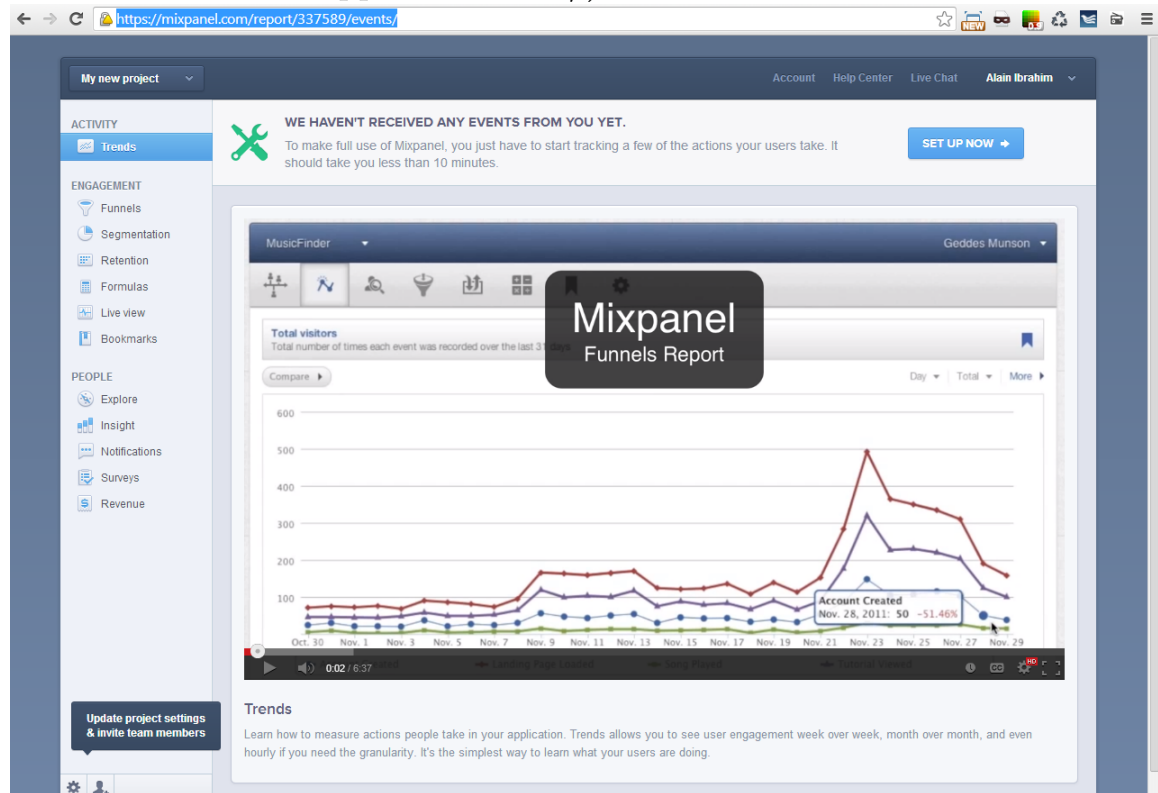 https://mixpanel.com/report/337589/events/
NEW
My new project
Account Help Center Live Chat Alain Ibrahim
ACTIVITY
Trends
ENGAGEMENT
Funnels
Segmentation
Retention
Formulas
Live view
Bookmarks
PEOPLE
Explore
Insight
Notifications
Surveys
Revenue
Update project settings
& invite team members
WE HAVEN'T RECEIVED ANY EVENTS FROM YOU YET.
To make full use of Mixpanel, you just have to start tracking a few of the actions your users take. It
should take you less than 10 minutes.
SET UP NOW
MusicFinder
Geddes Munson
Mixpanel
Funnels Report
Total visitors
Total number of times each event was recorded over the last 31 days
Compare
Day Total More
600
500
400
300
200
100
Account Created
Nov. 28, 2011: 50 -51.46%
Oct. 30 Nov. 1 Nov. 3 Nov. 5 Nov. 7 Nov. 9 Nov. 11 Nov. 13 Nov. 15 Nov. 17 Nov. 19 Nov. 21 Nov. 23 Nov. 25 Nov. 27 Nov. 29
Landing Page Loaded Song Played Tutorial Viewed
0:02 / 6:37
CC
HD
Trends
Learn how to measure actions people take in your application. Trends allows you to see user engagement week over week, month over month, and even
hourly if you need the granularity. It's the simplest way to learn what your users are doing.